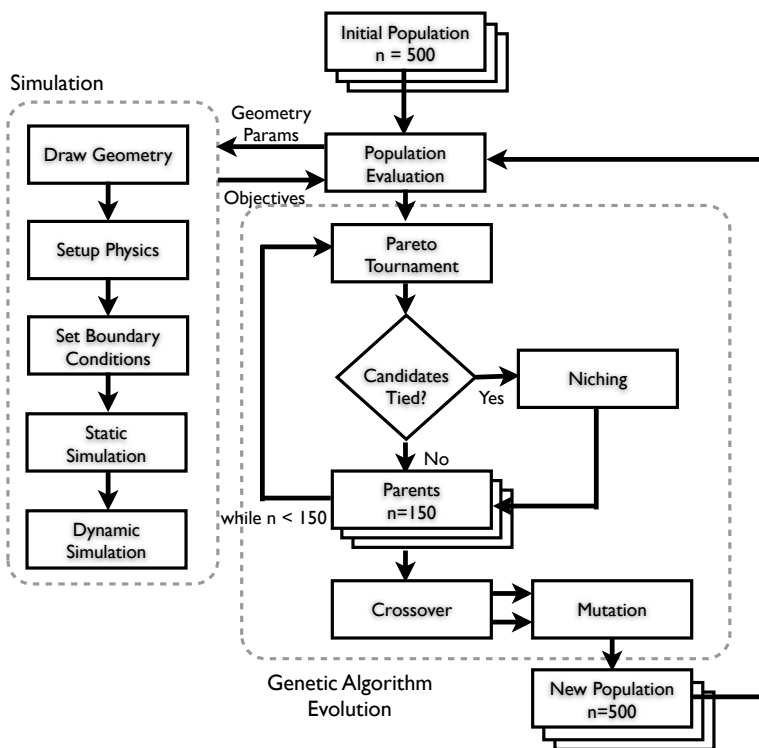 Initial Population
n = 500
Simulation
Geometry
Params
Draw Geometry
Population
Evaluation
Objectives
Setup Physics
Pareto
Tournament
Set Boundary
Conditions
Candidates
Tied?
Yes
Niching
Static
Simulation
No
Parents
n=150
while n < 150
Dynamic
Simulation
Crossover
Mutation
Genetic Algorithm
Evolution
New Population
n=500